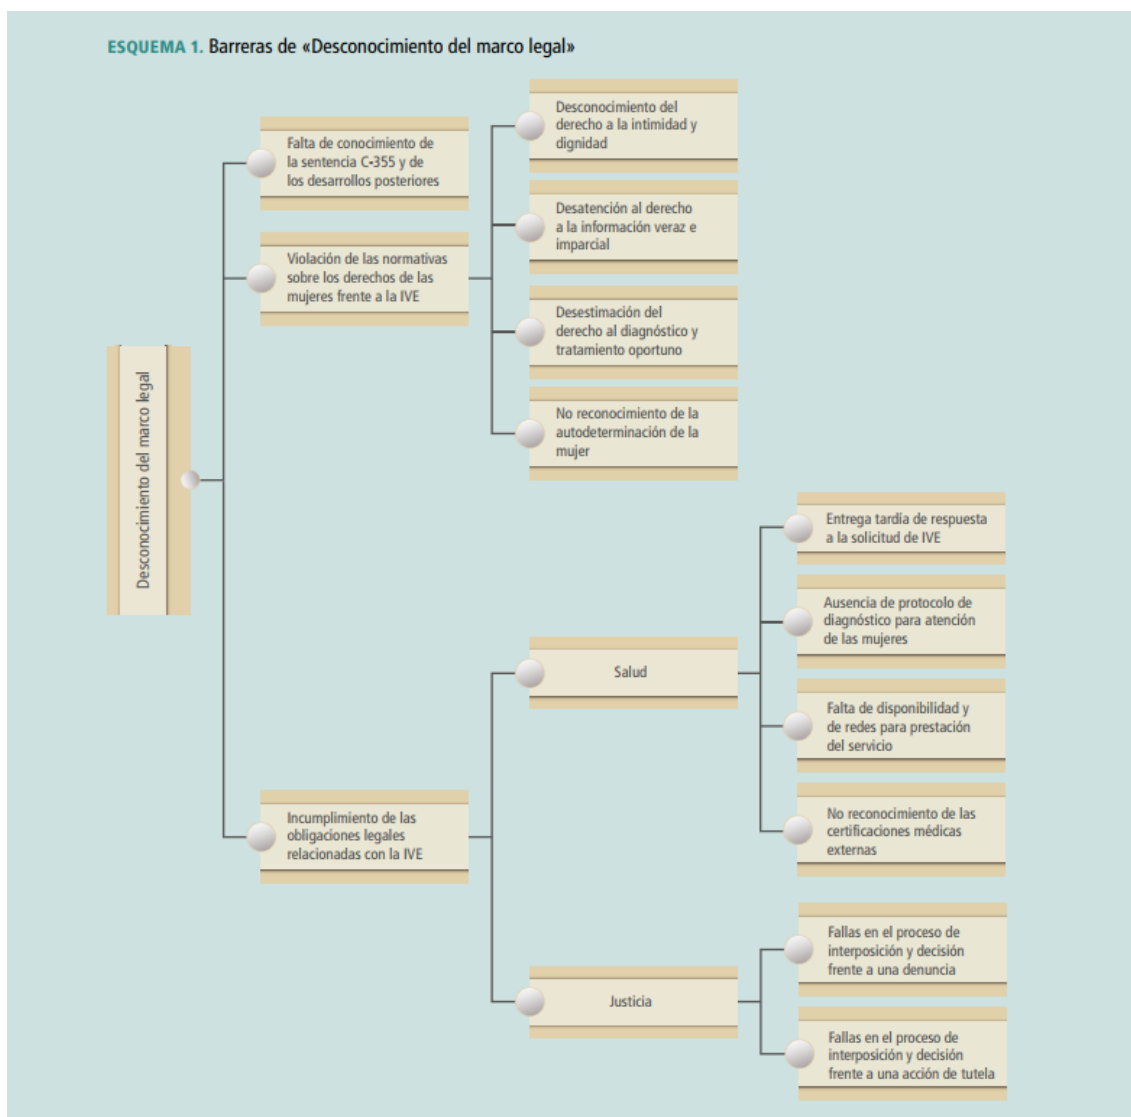 ESQUEMA 1. Barreras de «Desconocimiento del marco legal»
Desconocimiento del marco legal
Falta de conocimiento de
la sentencia C-355 y de
los desarrollos posteriores
Violación de las normativas
sobre los derechos de las
mujeres frente a la IVE
Desconocimiento del
derecho a la intimidad y
dignidad
Desatención al derecho
a la información veraz e
imparcial
Desestimación del
derecho al diagnóstico y
tratamiento oportuno
No reconocimiento de la
autodeterminación de la
mujer
Incumplimiento de las
obligaciones legales
relacionadas con la IVE
Salud
Entrega tardía de respuesta
a la solicitud de IVE
Ausencia de protocolo de
diagnóstico para atención
de las mujeres
Falta de disponibilidad y
de redes para prestación
del servicio
No reconocimiento de las
certificaciones médicas
externas
Justicia
Fallas en el proceso de
interposición y decisión
frente a una denuncia
Fallas en el proceso de
interposición y decisión
frente a una acción de tutela